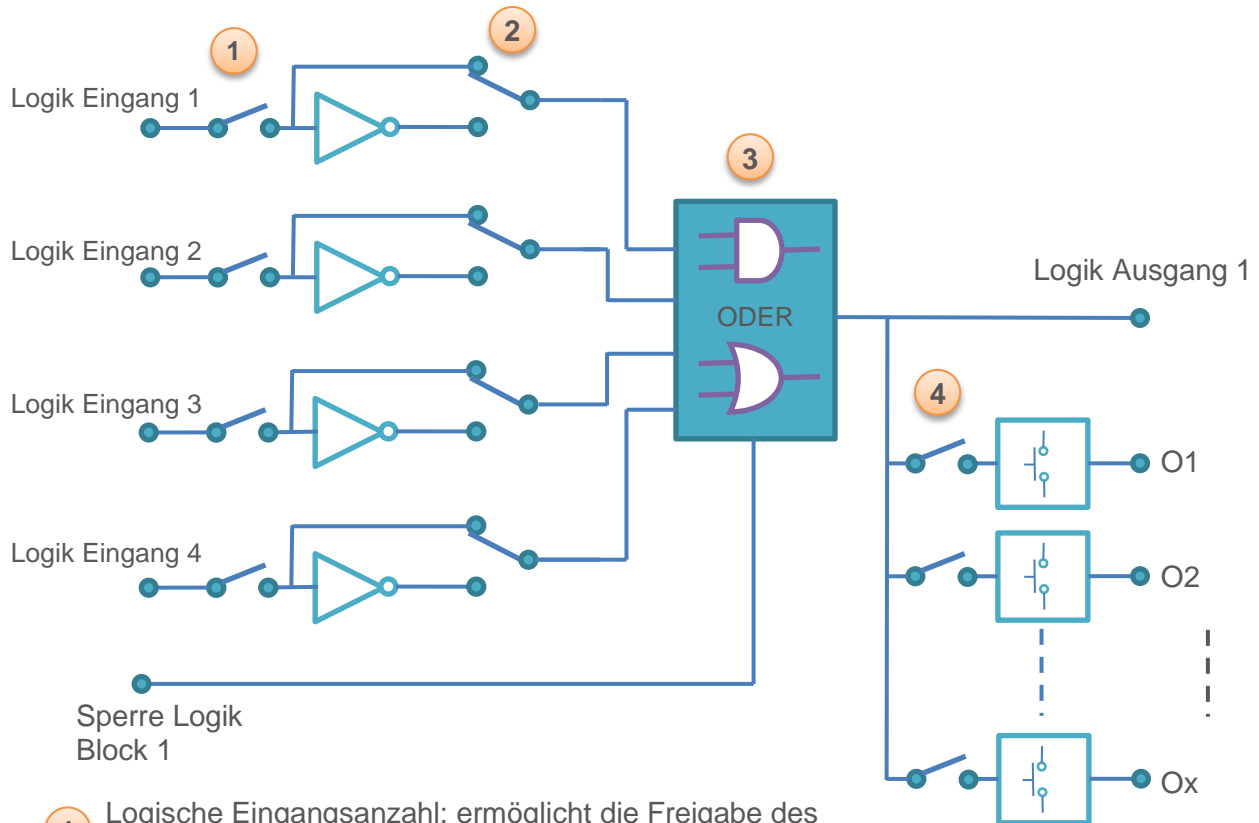 1
2
Logik Eingang 1
3
Logik Eingang 2
Logik Ausgang 1
ODER
Logik Eingang 3
4
O1
Logik Eingang 4
O2
Sperre Logik
Block 1
Ox
Logische Eingangsanzahl: ermöglicht die Freigabe des